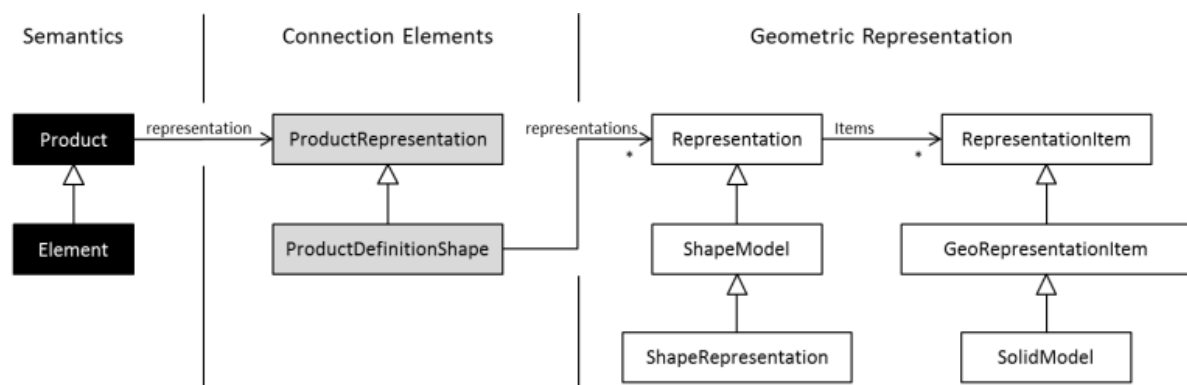 Semantics
Connection Elements
Geometric Representation
Product
representation
ProductRepresentation
representations
*
Representation
Items
*
RepresentationItem
Element
ProductDefinitionShape
ShapeModel
GeoRepresentationItem
ShapeRepresentation
SolidModel